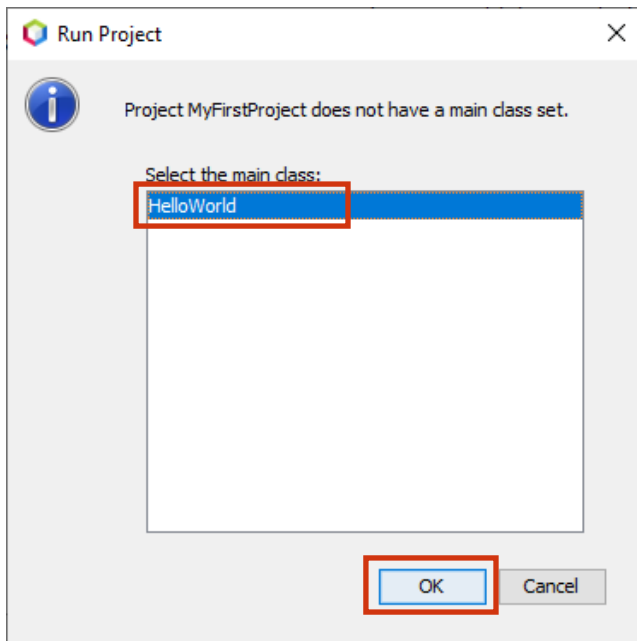 Run Project
Project MyFirstProject does not have a main class set.
Select the main class:
HelloWorld
OK Cancel